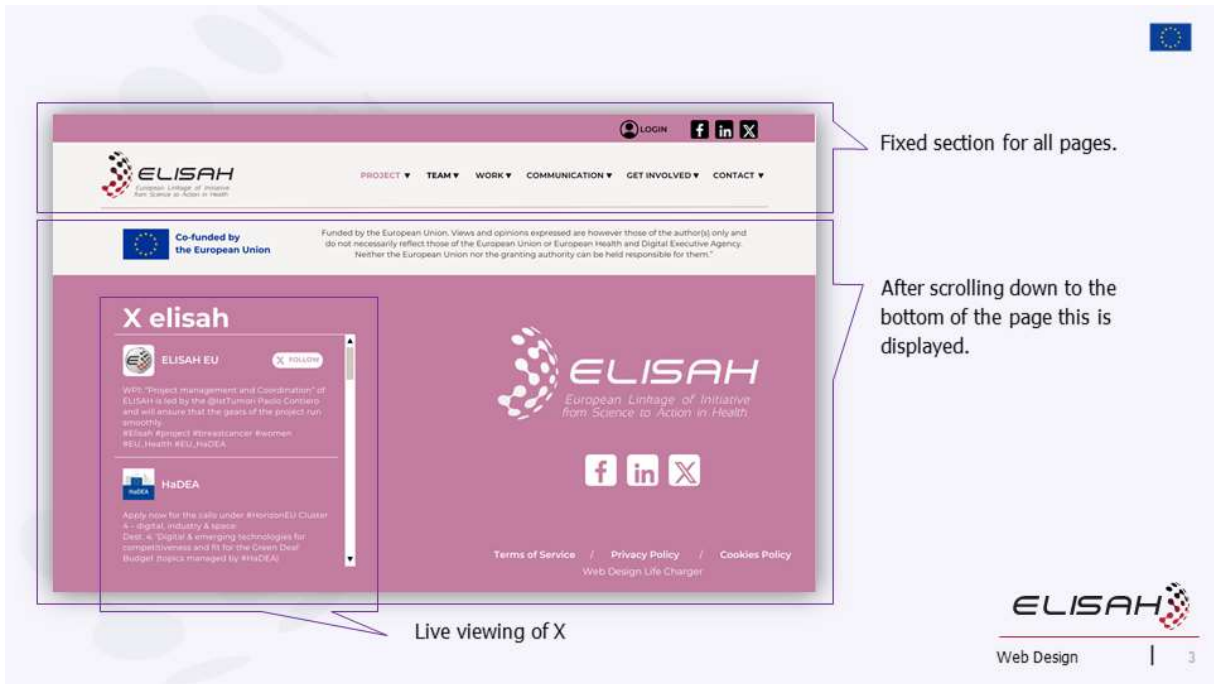 LOGIN
ELISAH
European Linkage of Initiative
from Science to Action in Health
PROJECT ▼ TEAM ▼ WORK ▼ COMMUNICATION ▼ GET INVOLVED ▼ CONTACT ▼
Fixed section for all pages.
Co-funded by
the European Union
Funded by the European Union. Views and opinions expressed are however those of the author(s) only and
do not necessarily reflect those of the European Union or European Health and Digital Executive Agency.
Neither the European Union nor the granting authority can be held responsible for them."
After scrolling down to the
bottom of the page this is
displayed.
X elisah
ELISAH EU
X FOLLOW
WP1: "Project management and Coordination" of
ELISAH is led by the @IstTumori Paolo Contiero
and will ensure that the gears of the project run
smoothly.
#Elisah #project #breastcancer #women
#EU_Health #EU_HaDEA
HaDEA
HaDEA
Apply now for the calls under #HorizonEU Cluster
4 – digital, industry & space:
Dest. 4, 'Digital & emerging technologies for
competitiveness and fit for the Green Deal'
Budget (topics managed by #HaDEA)
ELISAH
European Linkage of Initiative
from Science to Action in Health
f in X
Terms of Service / Privacy Policy / Cookies Policy
Web Design Life Charger
Live viewing of X
ELISAH
Web Design | 3